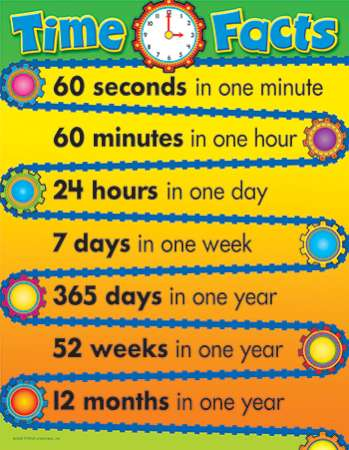 Time Facts
60 seconds in one minute
60 minutes in one hour
24 hours in one day
7 days in one week
365 days in one year
52 weeks in one year
12 months in one year